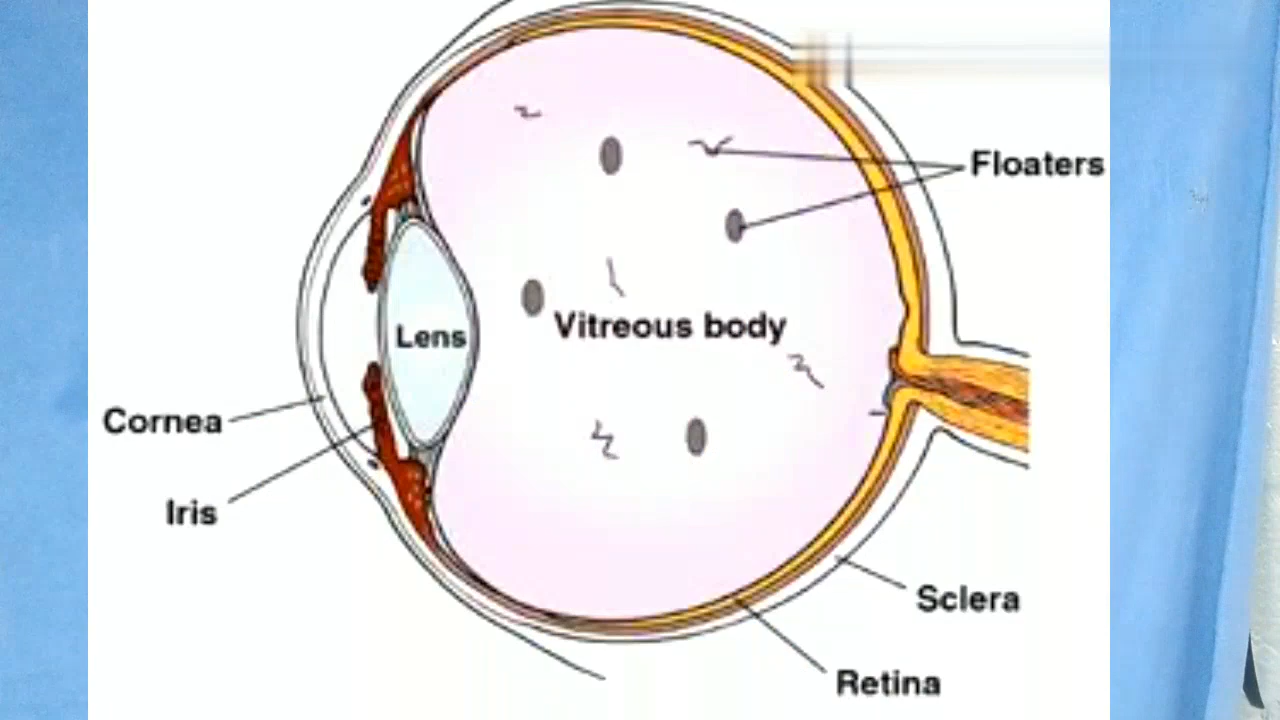 Floaters
Vitreous body
Lens
Cornea
Iris
Sclera
Retina